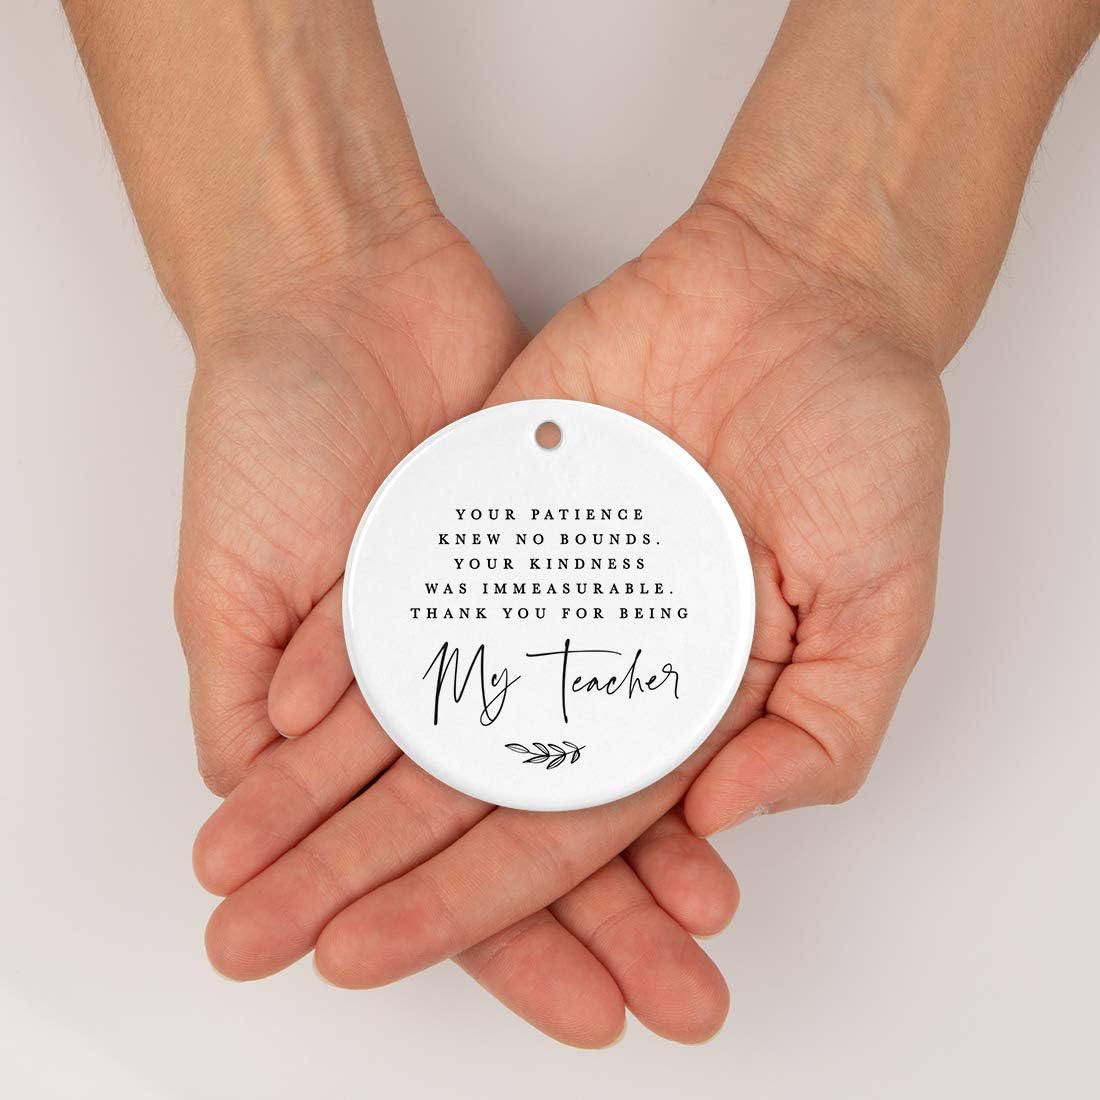 YOUR PATIENCE
KNEW NO BOUNDS.
YOUR KINDNESS
WAS IMMEASURABLE.
THANK YOU FOR BEING
My Teacher